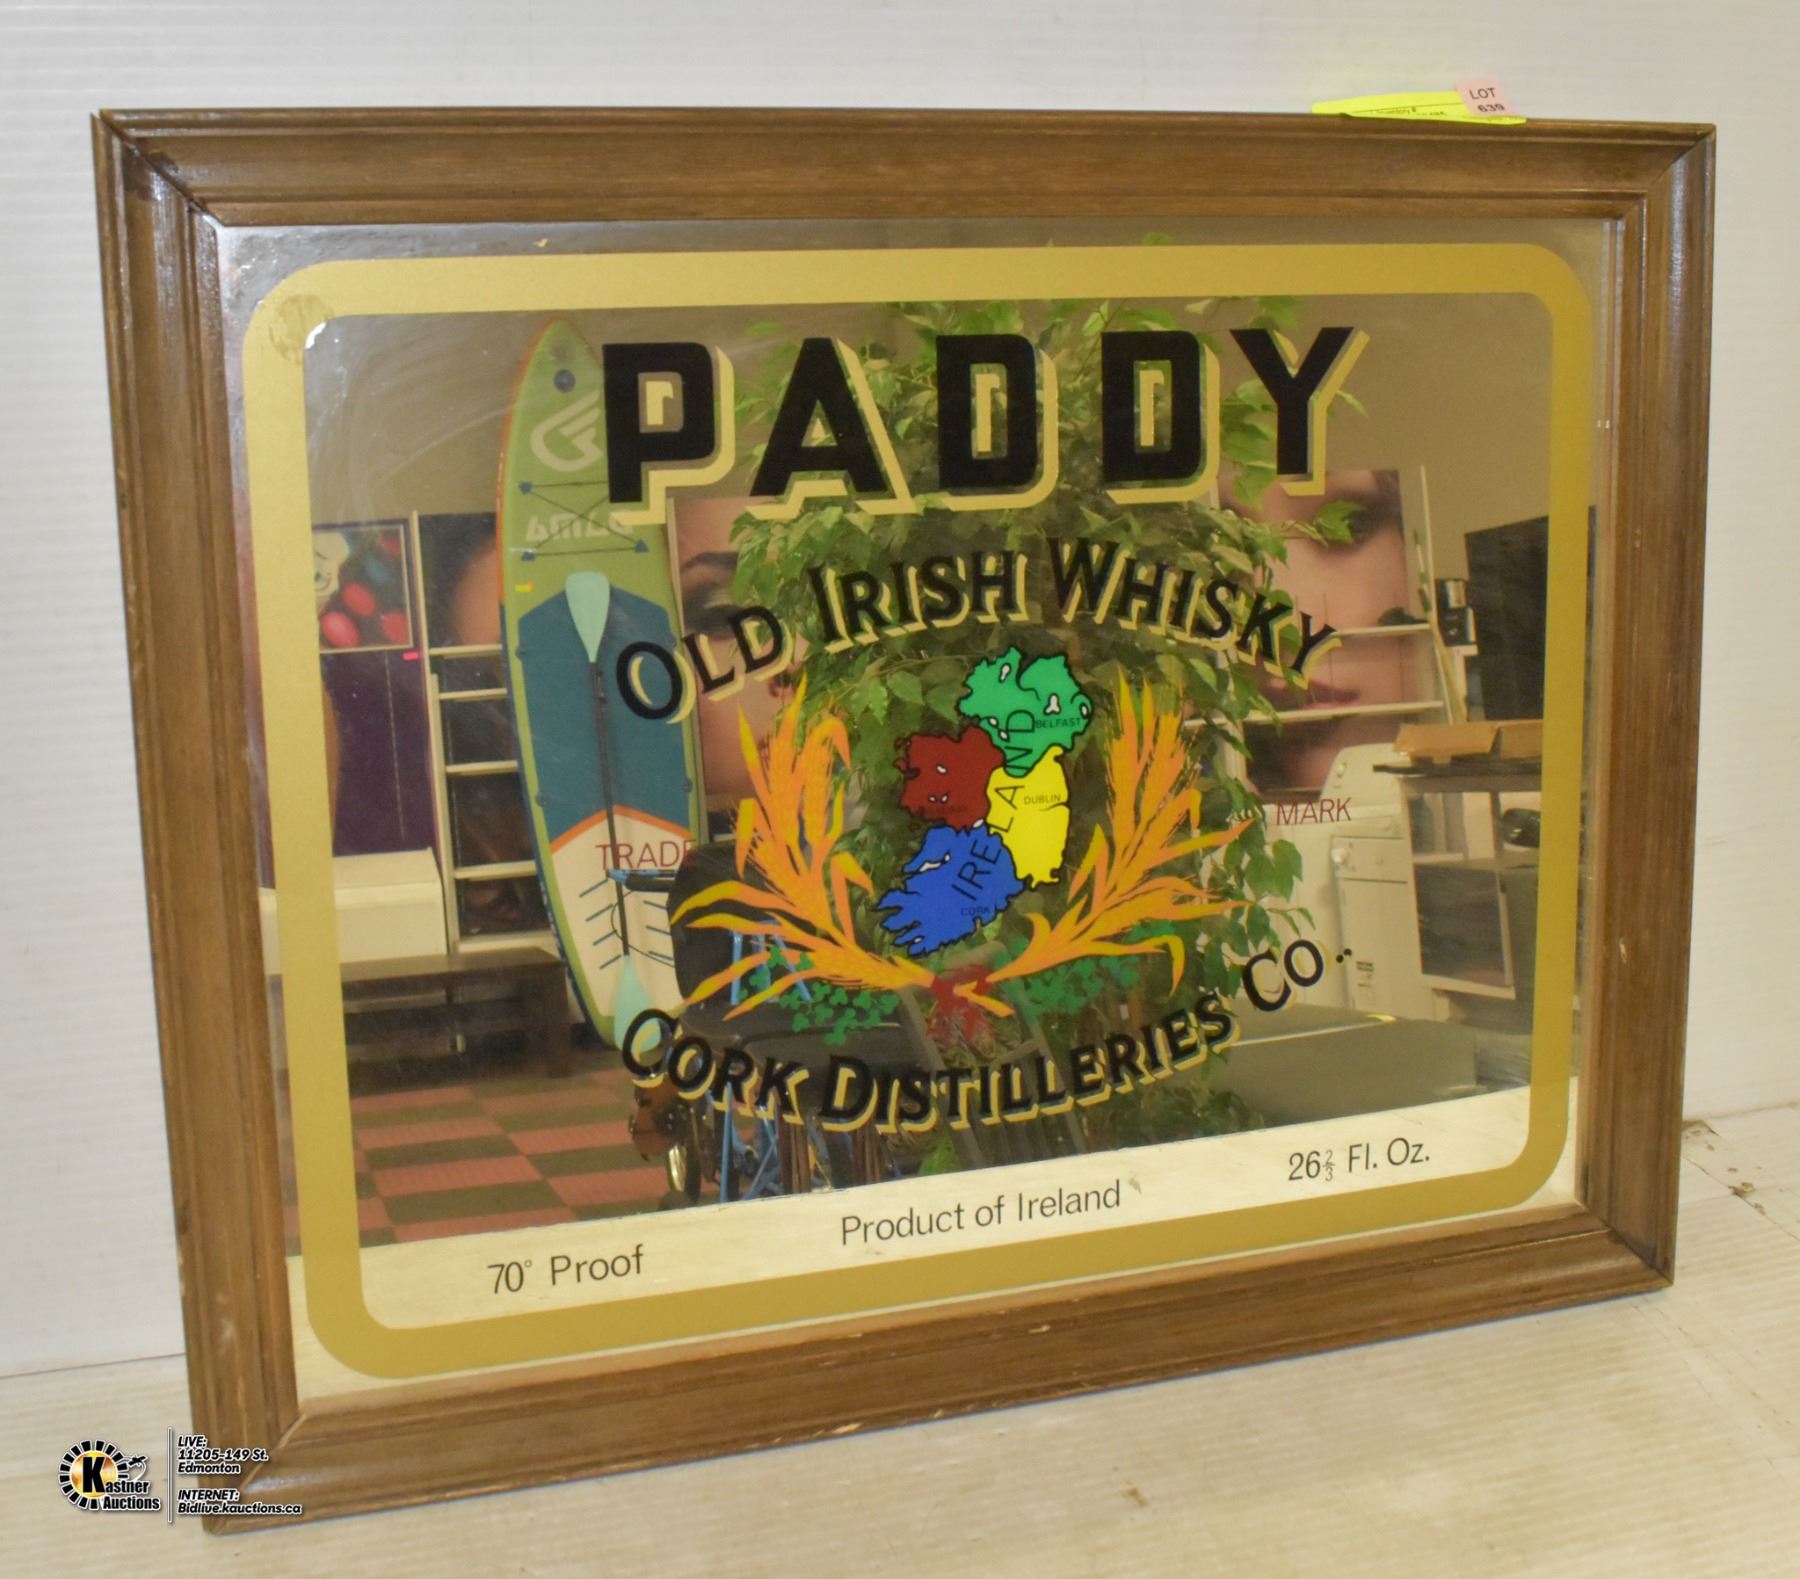 LOT
639
PADDY
OLD IRISH WHISKY
BELFAST
DUBLIN
IRELAND
CORK
TRADE MARK
CORK DISTILLERIES CO..
70° Proof
Product of Ireland
26⅔ Fl. Oz.
Kastner
Auctions
LIVE:
11205-149 St.
Edmonton
INTERNET:
Bidlive.kauctions.ca